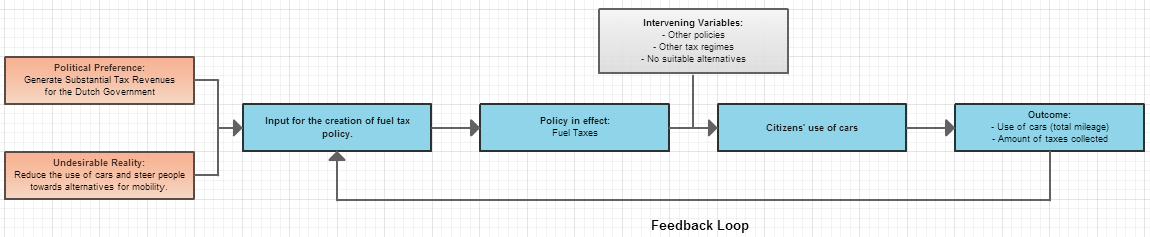 Intervening Variables:
- Other policies
- Other tax regimes
- No suitable alternatives
Political Preference:
Generate Substantial Tax Revenues
for the Dutch Government
Undesirable Reality:
Reduce the use of cars and steer people
towards alternatives for mobility.
Input for the creation of fuel tax
policy.
Policy in effect:
Fuel Taxes
Citizens' use of cars
Outcome:
- Use of cars (total mileage)
- Amount of taxes collected
Feedback Loop